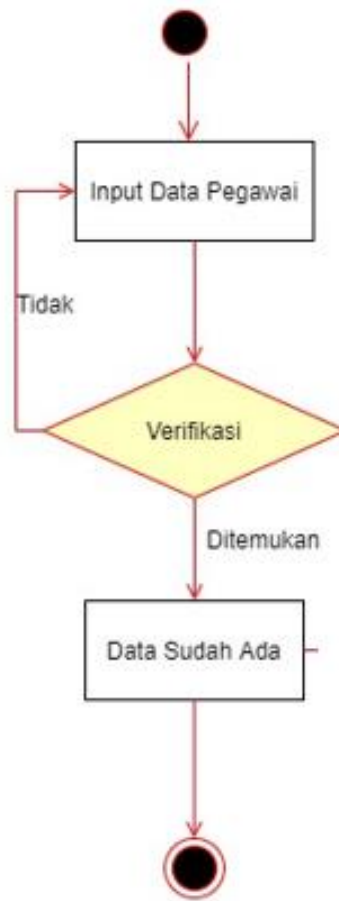 Input Data Pegawai
Tidak
Verifikasi
Ditemukan
Data Sudah Ada